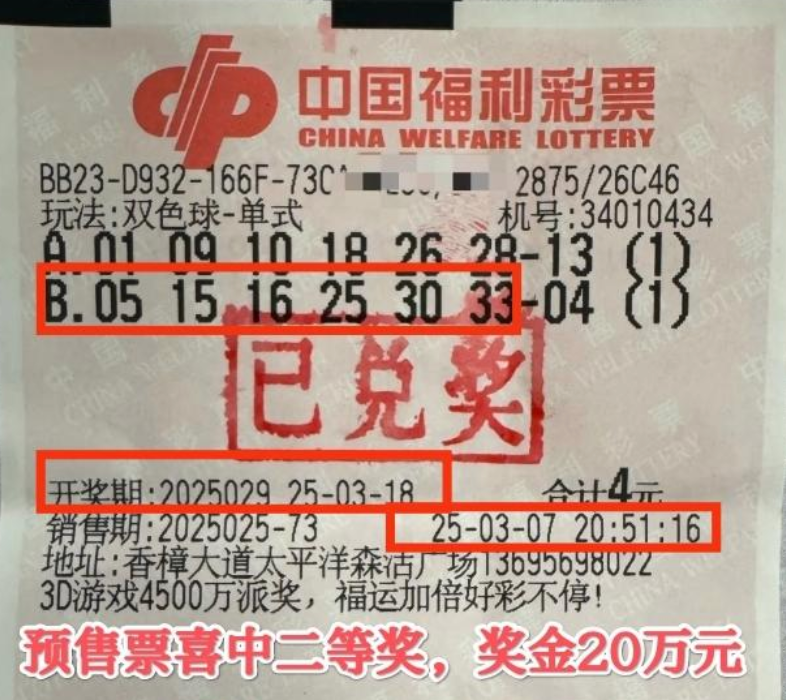 中国福利彩票
CHINA WELFARE LOTTERY
BB23-D932-166F-73C 2875/26C46
玩法:双色球-单式 机号:34010434
A.01 09 10 18 26 28-13 (1)
B.05 15 16 25 30 33-04 (1)
已兑奖
开奖期:2025029 25-03-18 合计4元
销售期:2025025-73 25-03-07 20:51:16
地址:香樟大道太平洋森活广场13695698022
3D游戏4500万派奖，福运加倍好彩不停!
预售票喜中二等奖，奖金20万元